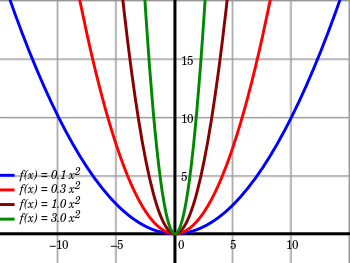 15
10
5
f(x) = 0.1 x²
f(x) = 0.3 x²
f(x) = 1.0 x²
f(x) = 3.0 x²
−10 −5 0 5 10